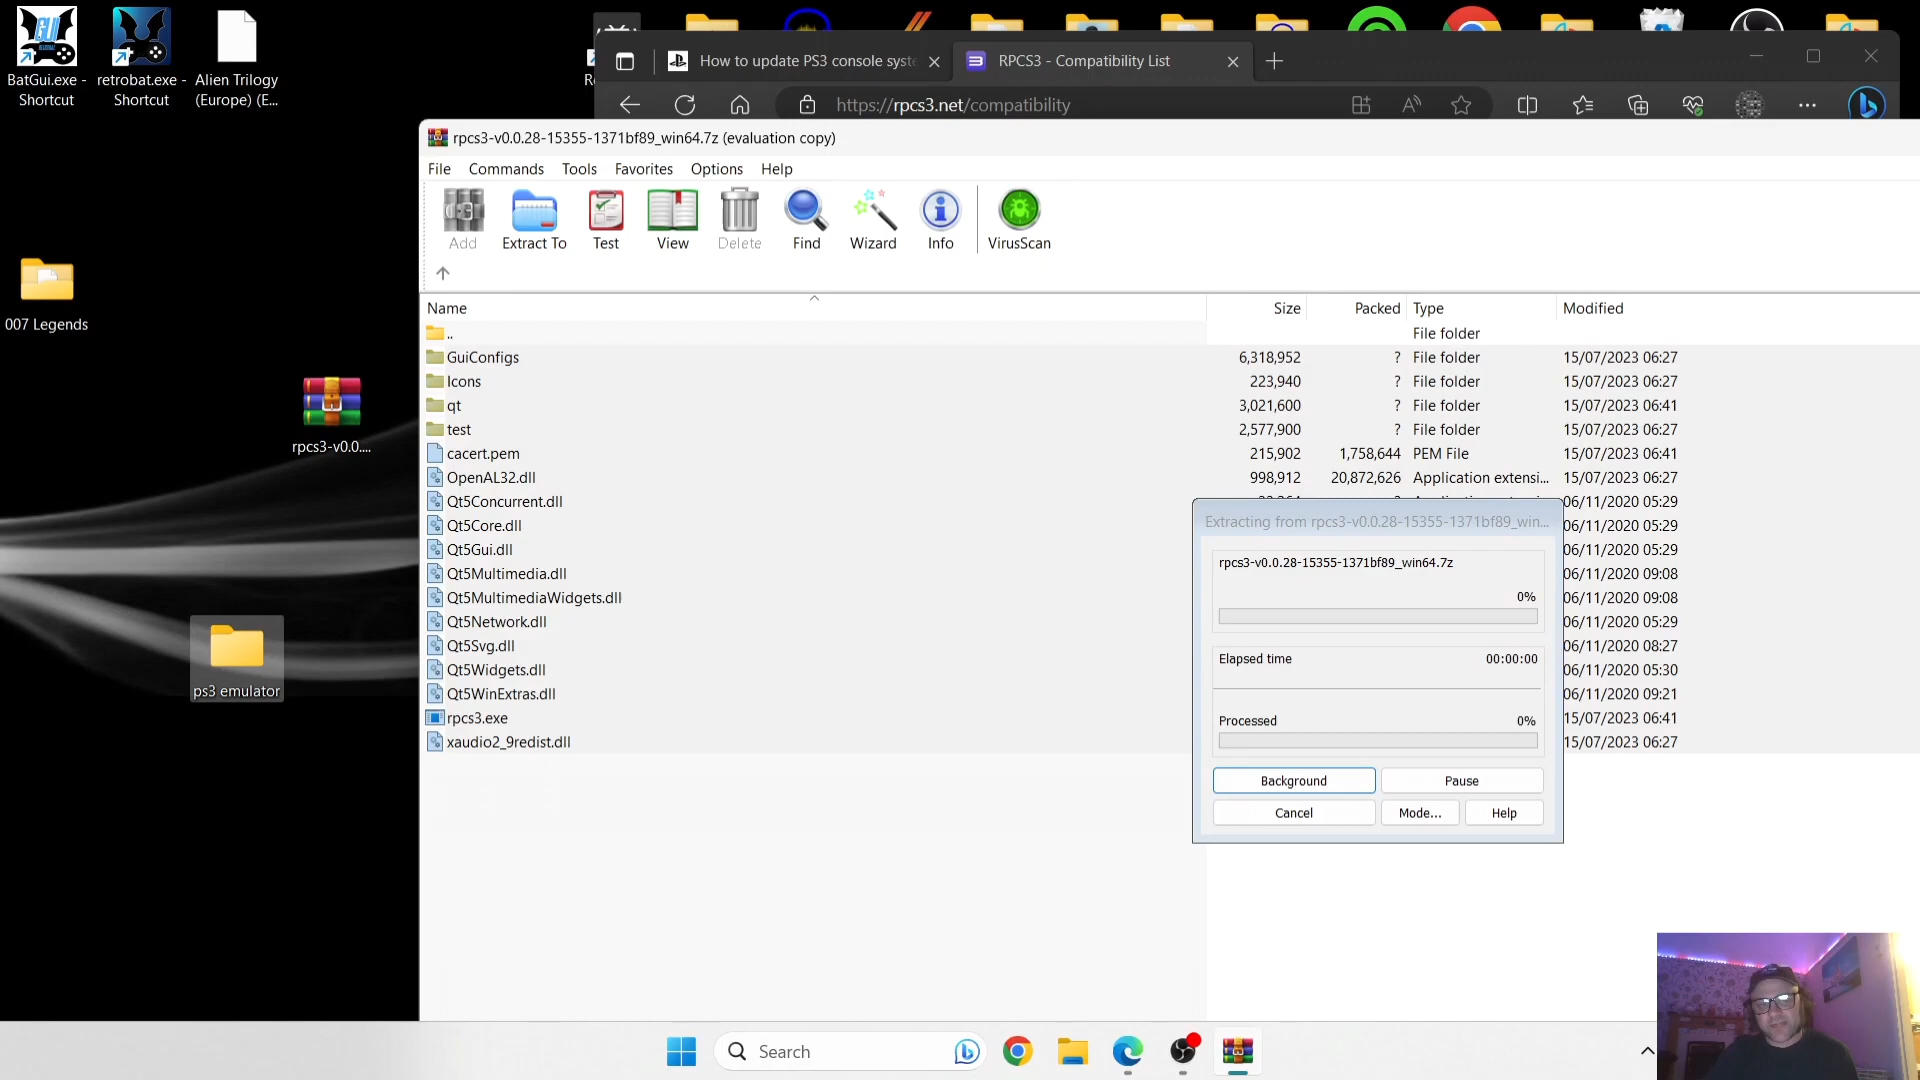 BatGui.exe -
Shortcut
retrobat.exe -
Shortcut
Alien Trilogy
(Europe) (E...
How to update PS3 console syste
RPCS3 - Compatibility List
https://rpcs3.net/compatibility
rpcs3-v0.0.28-15355-1371bf89_win64.7z (evaluation copy)
File Commands Tools Favorites Options Help
Add Extract To Test View Delete Find Wizard Info VirusScan
Name Size Packed Type Modified
.. File folder
GuiConfigs 6,318,952 ? File folder 15/07/2023 06:27
Icons 223,940 ? File folder 15/07/2023 06:27
qt 3,021,600 ? File folder 15/07/2023 06:41
test 2,577,900 ? File folder 15/07/2023 06:27
cacert.pem 215,902 1,758,644 PEM File 15/07/2023 06:41
OpenAL32.dll 998,912 20,872,626 Application extensi... 15/07/2023 06:27
Qt5Concurrent.dll 06/11/2020 05:29
Qt5Core.dll 06/11/2020 05:29
Qt5Gui.dll 06/11/2020 05:29
Qt5Multimedia.dll 06/11/2020 09:08
Qt5MultimediaWidgets.dll 06/11/2020 09:08
Qt5Network.dll 06/11/2020 05:29
Qt5Svg.dll 06/11/2020 08:27
Qt5Widgets.dll 06/11/2020 05:30
Qt5WinExtras.dll 06/11/2020 09:21
rpcs3.exe 15/07/2023 06:41
xaudio2_9redist.dll 15/07/2023 06:27
007 Legends
rpcs3-v0.0....
ps3 emulator
Extracting from rpcs3-v0.0.28-15355-1371bf89_win...
rpcs3-v0.0.28-15355-1371bf89_win64.7z
0%
Elapsed time 00:00:00
Processed 0%
Background Pause
Cancel Mode... Help
Search